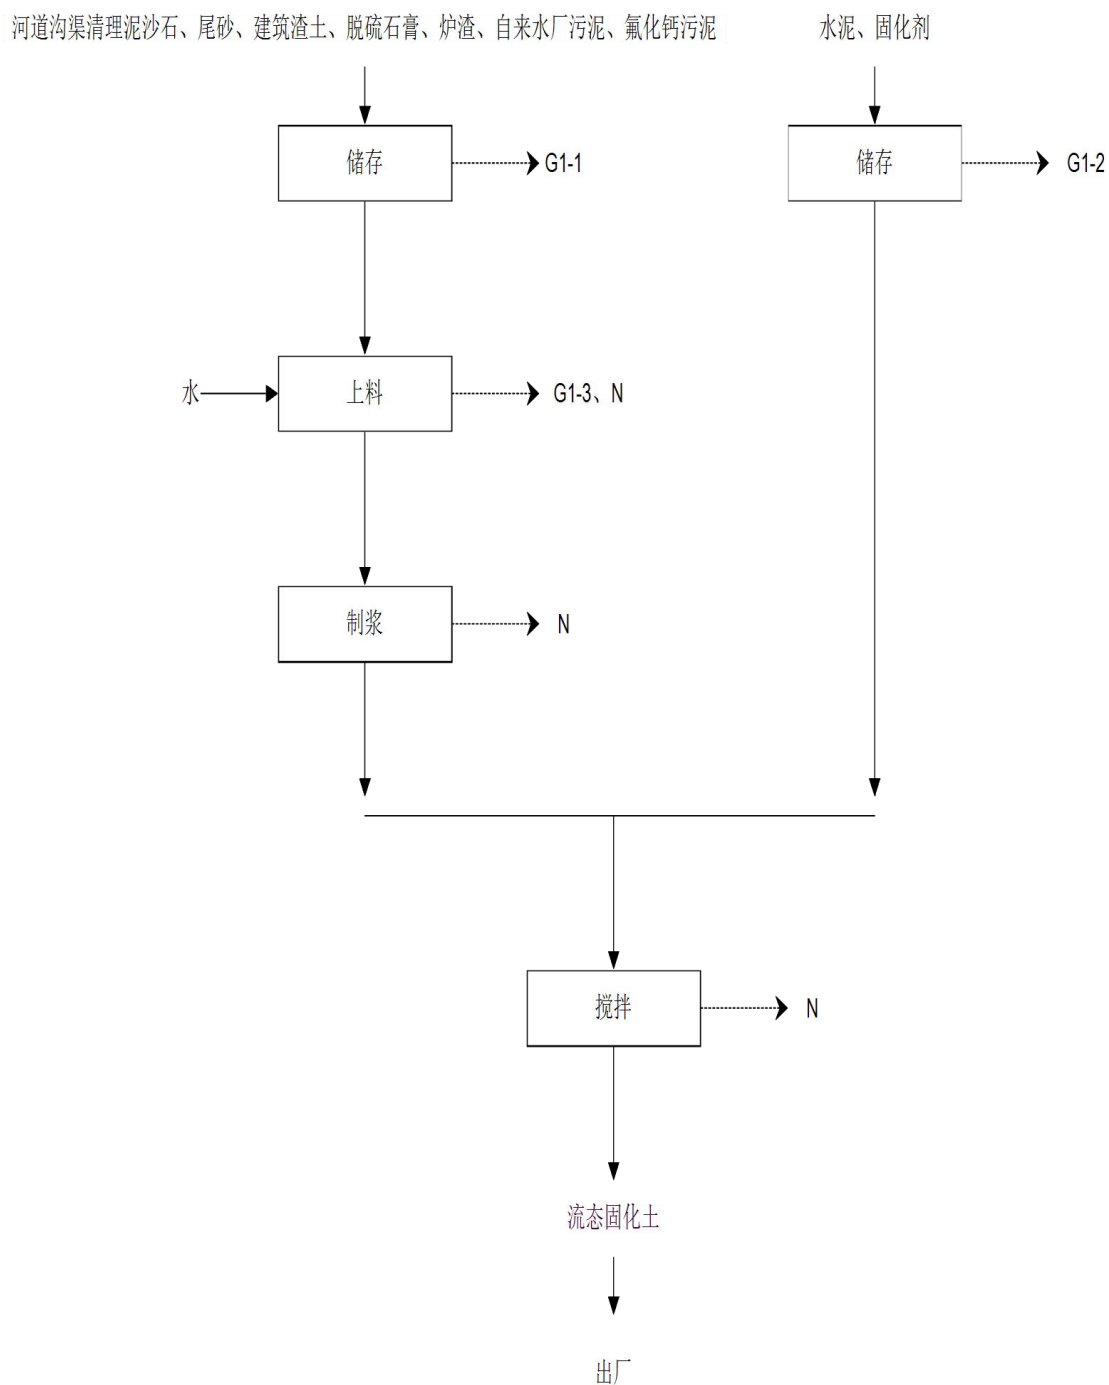 河道沟渠清理泥沙石、尾砂、建筑渣土、脱硫石膏、炉渣、自来水厂污泥、氟化钙污泥
水泥、固化剂
储存
G1-1
储存
G1-2
水
上料
G1-3、N
制浆
N
搅拌
N
流态固化土
出厂